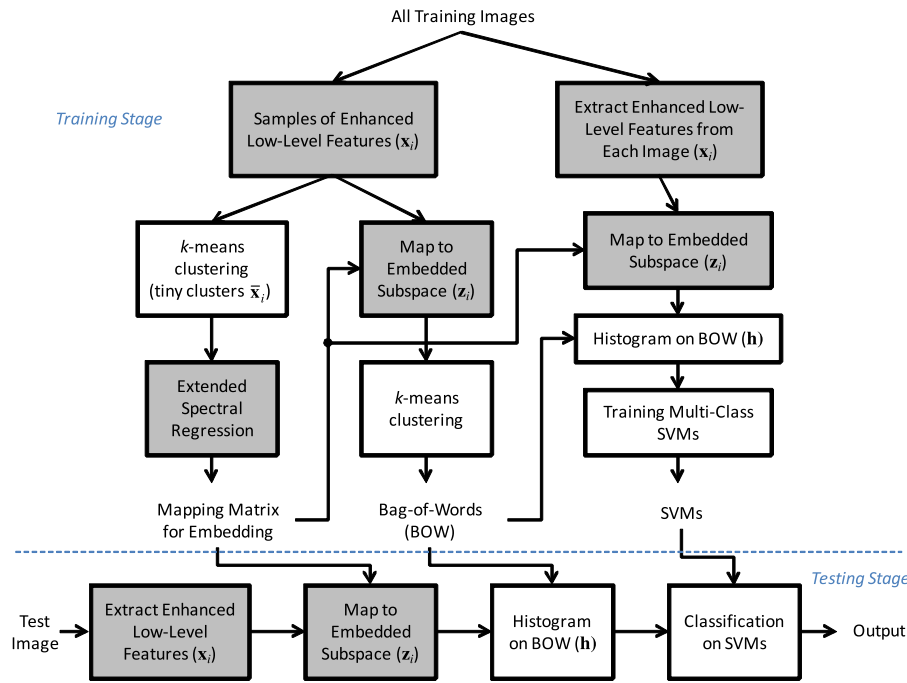 All Training Images
Training Stage
Samples of Enhanced
Low-Level Features (xᵢ)
Extract Enhanced Low-
Level Features from
Each Image (xᵢ)
k-means
clustering
(tiny clusters x̄ᵢ)
Map to
Embedded
Subspace (zᵢ)
Map to Embedded
Subspace (zᵢ)
Histogram on BOW (h)
Extended
Spectral
Regression
k-means
clustering
Training Multi-Class
SVMs
Mapping Matrix
for Embedding
Bag-of-Words
(BOW)
SVMs
Testing Stage
Test
Image
Extract Enhanced
Low-Level
Features (xᵢ)
Map to
Embedded
Subspace (zᵢ)
Histogram
on BOW (h)
Classification
on SVMs
Output